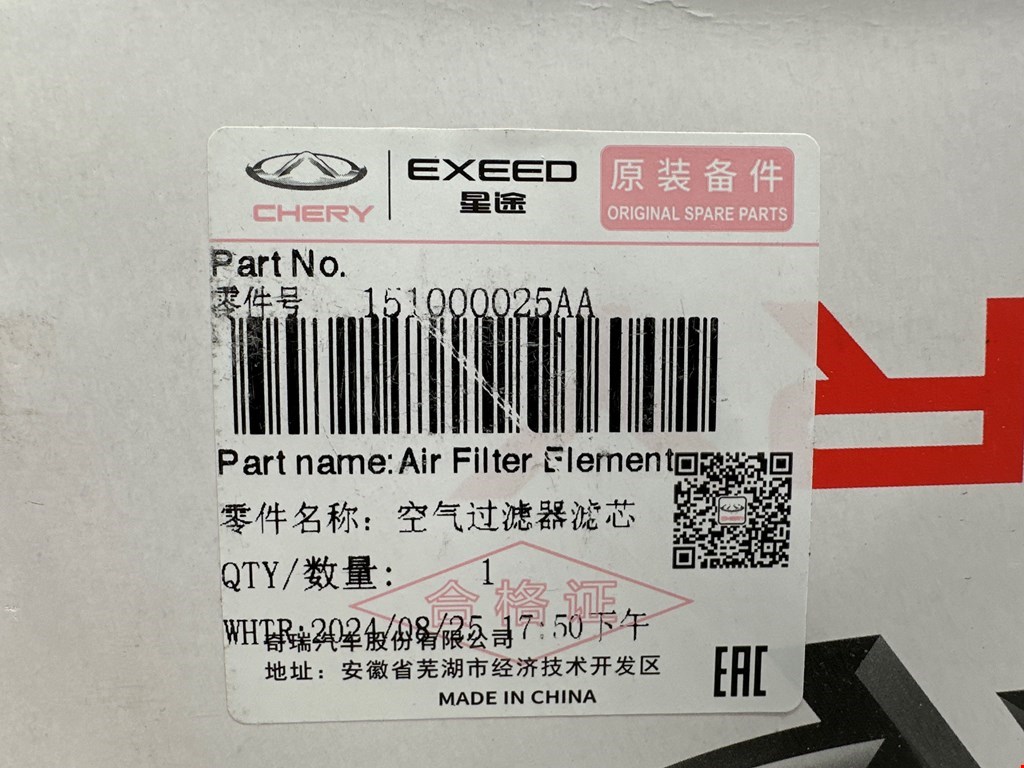 CHERY
EXEED
星途
原装备件
ORIGINAL SPARE PARTS
Part No.
零件号 151000025AA
Part name: Air Filter Element
零件名称: 空气过滤器滤芯
QTY/数量: 1
合格证
WHTR:2024/08/25 17:50下午
奇瑞汽车股份有限公司
地址: 安徽省芜湖市经济技术开发区
MADE IN CHINA
EAC